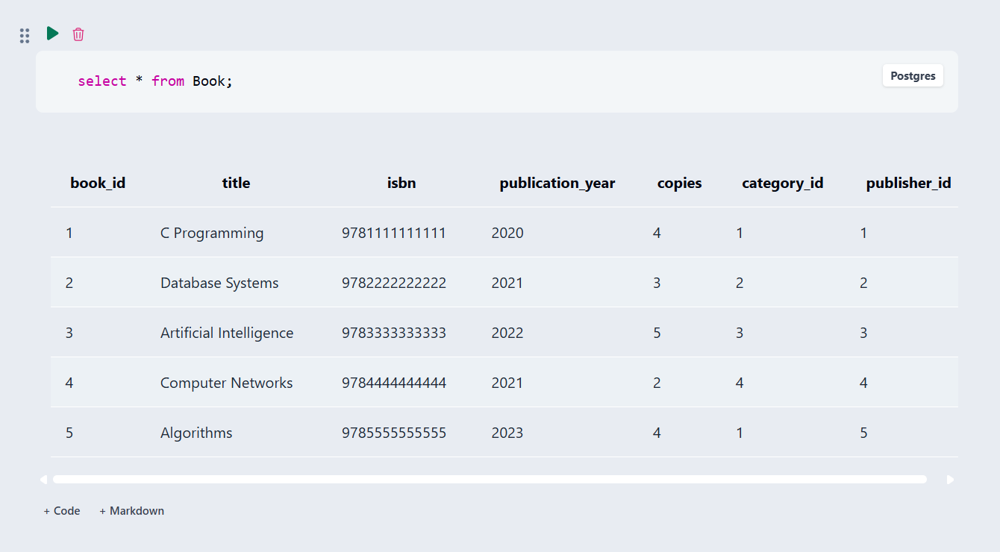 select * from Book;
Postgres
book_id title isbn publication_year copies category_id publisher_id
1 C Programming 9781111111111 2020 4 1 1
2 Database Systems 9782222222222 2021 3 2 2
3 Artificial Intelligence 9783333333333 2022 5 3 3
4 Computer Networks 9784444444444 2021 2 4 4
5 Algorithms 9785555555555 2023 4 1 5
+ Code + Markdown